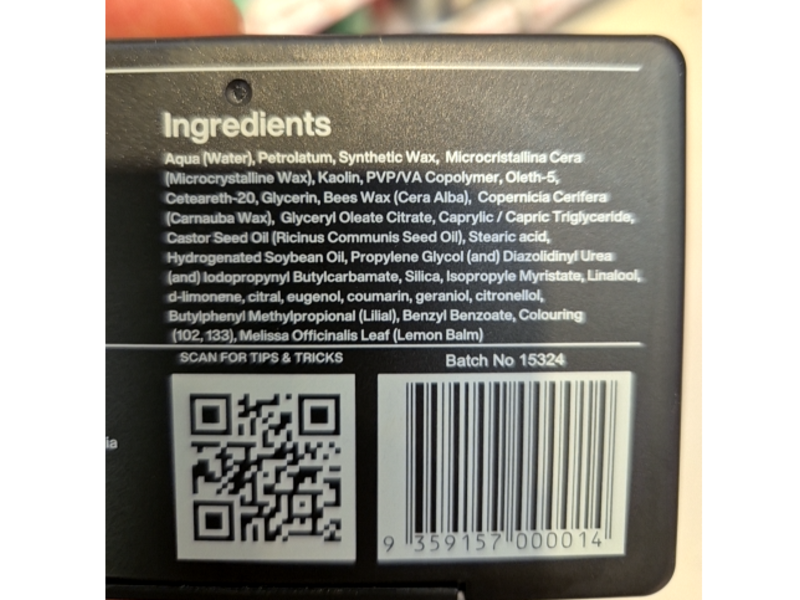 Ingredients
Aqua (Water), Petrolatum, Synthetic Wax, Microcristallina Cera
(Microcrystalline Wax), Kaolin, PVP/VA Copolymer, Oleth-5,
Ceteareth-20, Glycerin, Bees Wax (Cera Alba), Copernicia Cerifera
(Carnauba Wax), Glyceryl Oleate Citrate, Caprylic / Capric Triglyceride,
Castor Seed Oil (Ricinus Communis Seed Oil), Stearic acid,
Hydrogenated Soybean Oil, Propylene Glycol (and) Diazolidinyl Urea
(and) Iodopropynyl Butylcarbamate, Silica, Isopropyle Myristate, Linalool,
d-limonene, citral, eugenol, coumarin, geraniol, citronellol,
Butylphenyl Methylpropional (Lilial), Benzyl Benzoate, Colouring
(102, 133), Melissa Officinalis Leaf (Lemon Balm)
SCAN FOR TIPS & TRICKS
Batch No 15324
ia
9 359157 000014